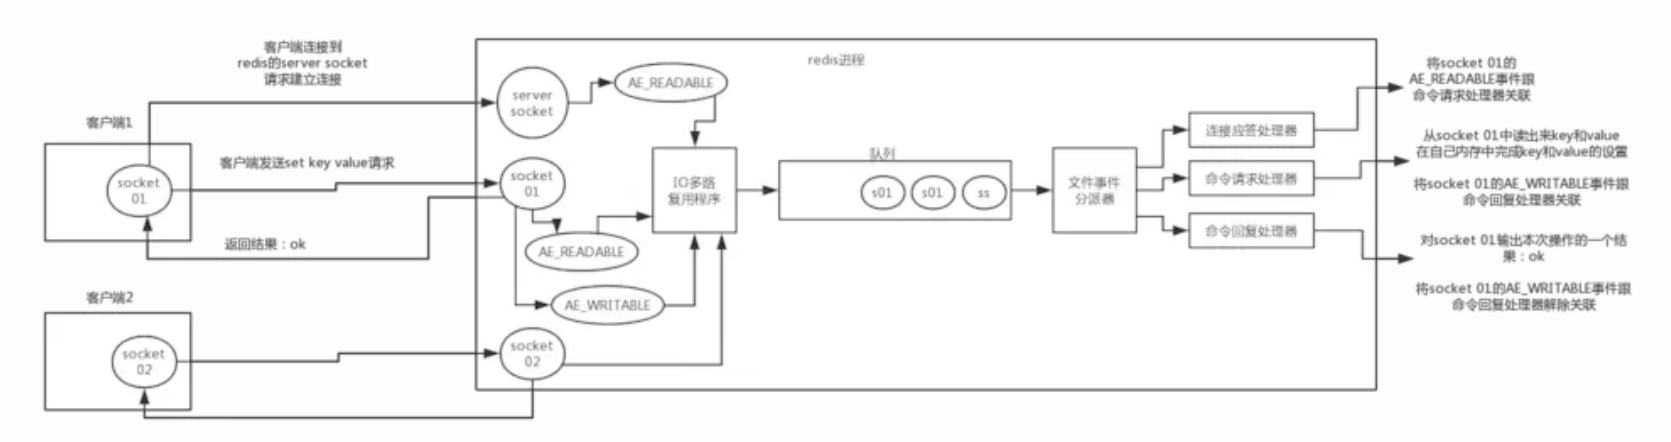 客户端连接到
redis的server socket
请求建立连接
客户端1
socket
01
客户端发送set key value请求
返回结果：ok
客户端2
socket
02
redis进程
server
socket
AE_READABLE
socket
01
AE_READABLE
AE_WRITABLE
socket
02
IO多路
复用程序
队列
s01
s01
ss
文件事件
分派器
连接应答处理器
命令请求处理器
命令回复处理器
将socket 01的
AE_READABLE事件跟
命令请求处理器关联
从socket 01中读出来key和value
在自己内存中完成key和value的设置
将socket 01的AE_WRITABLE事件跟
命令回复处理器关联
对socket 01输出本次操作的一个结
果：ok
将socket 01的AE_WRITABLE事件跟
命令回复处理器解除关联